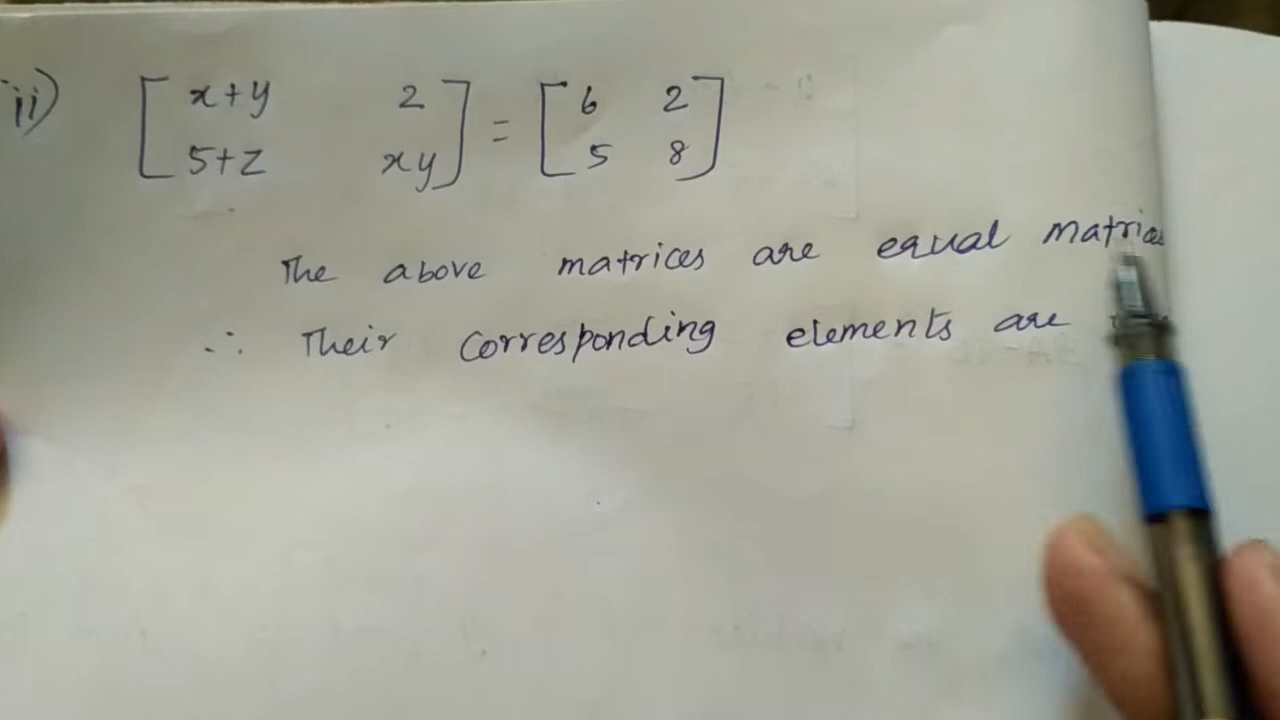 ii) [ x+y 2 ] = [ 6 2 ]
[ 5+z xy ] [ 5 8 ]
The above matrices are equal matrices
∴ Their corresponding elements are